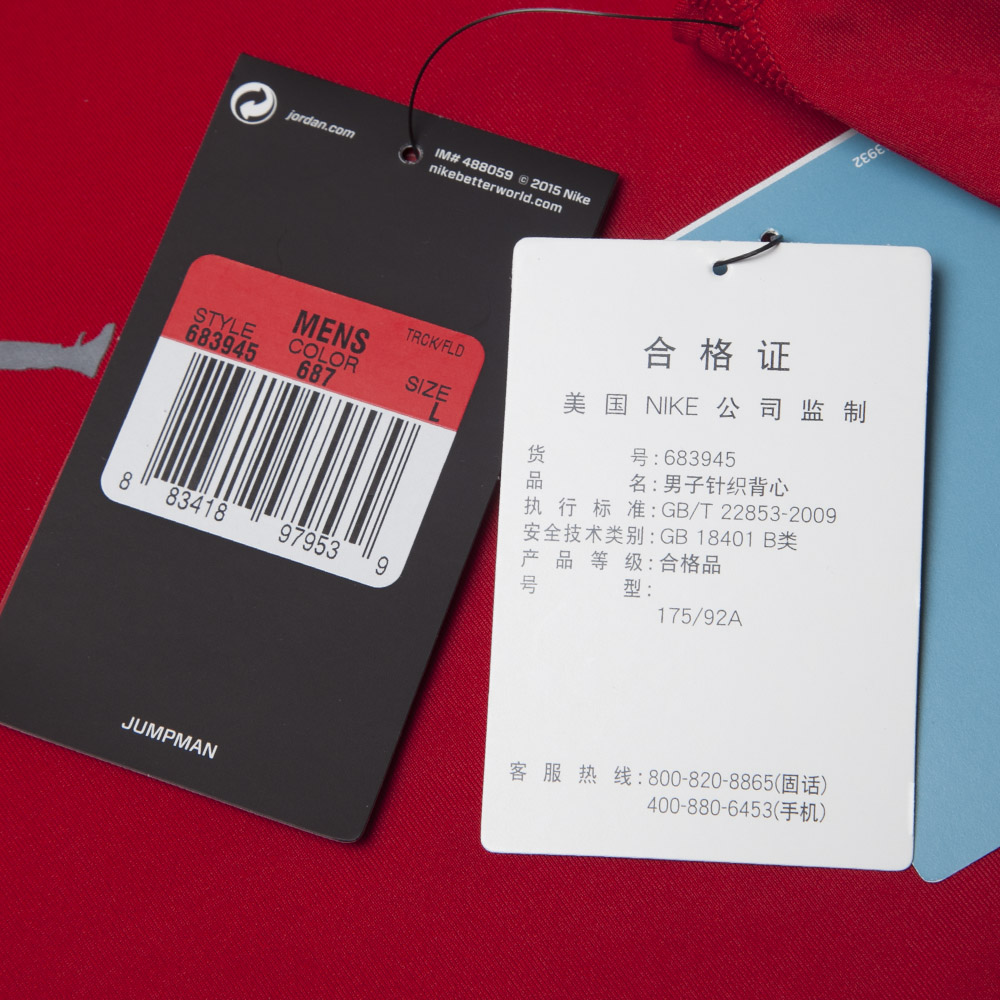 jordan.com
IM# 488059 © 2015 Nike
nikebetterworld.com
STYLE
683945
MENS
COLOR
687
TRCK/FLD
SIZE
L
8 83418 97953 9
JUMPMAN
3932
合格证
美国 NIKE 公司监制
货号:683945
品名:男子针织背心
执行标准:GB/T 22853-2009
安全技术类别:GB 18401 B类
产品等级:合格品
号型:
175/92A
客服热线:800-820-8865(固话)
400-880-6453(手机)